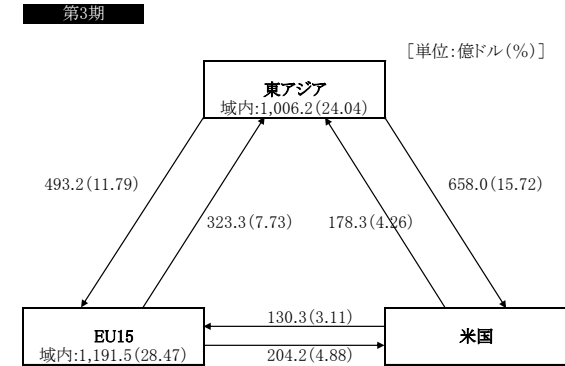 第3期
[単位:億ドル(%)]
東アジア
域内:1,006.2(24.04)
493.2(11.79)
658.0(15.72)
323.3(7.73)
178.3(4.26)
130.3(3.11)
EU15
域内:1,191.5(28.47)
204.2(4.88)
米国